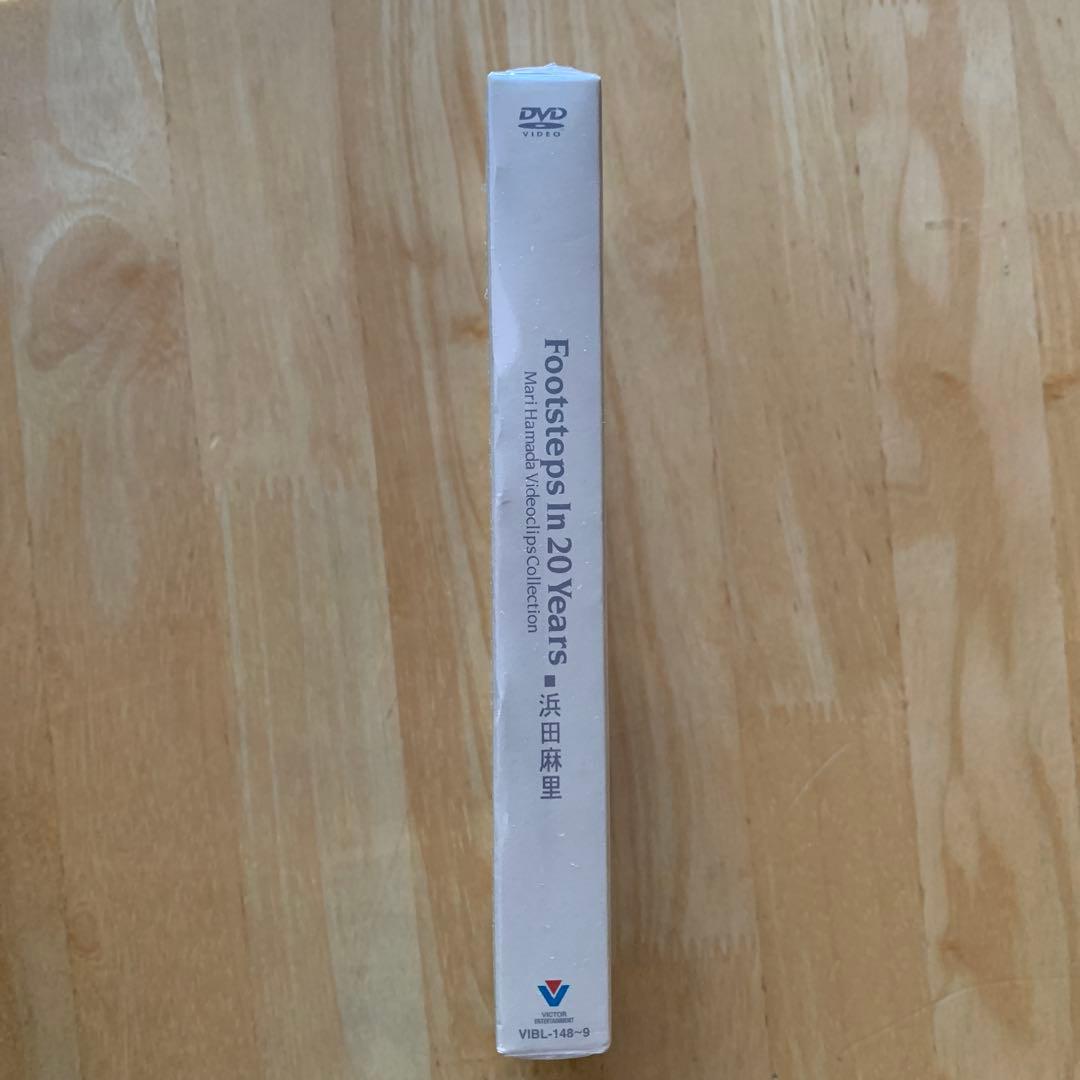 DVD
VIDEO
Footsteps In 20 Years ■ 浜田麻里
Mari Hamada Videoclips Collection
VICTOR
ENTERTAINMENT
VIBL-148~9